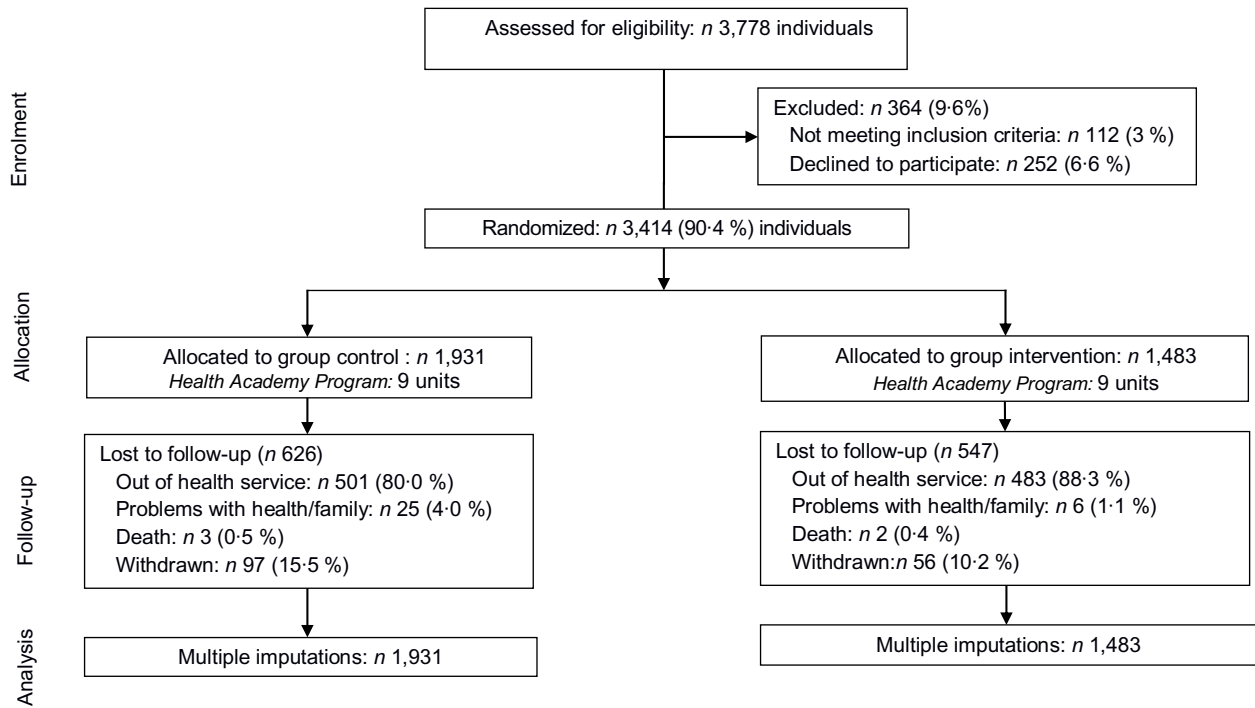 Assessed for eligibility: n 3,778 individuals
Enrolment
Excluded: n 364 (9·6%)
Not meeting inclusion criteria: n 112 (3 %)
Declined to participate: n 252 (6·6 %)
Randomized: n 3,414 (90·4 %) individuals
Allocation
Allocated to group control : n 1,931
Health Academy Program: 9 units
Allocated to group intervention: n 1,483
Health Academy Program: 9 units
Follow-up
Lost to follow-up (n 626)
Out of health service: n 501 (80·0 %)
Problems with health/family: n 25 (4·0 %)
Death: n 3 (0·5 %)
Withdrawn: n 97 (15·5 %)
Lost to follow-up (n 547)
Out of health service: n 483 (88·3 %)
Problems with health/family: n 6 (1·1 %)
Death: n 2 (0·4 %)
Withdrawn:n 56 (10·2 %)
Analysis
Multiple imputations: n 1,931
Multiple imputations: n 1,483